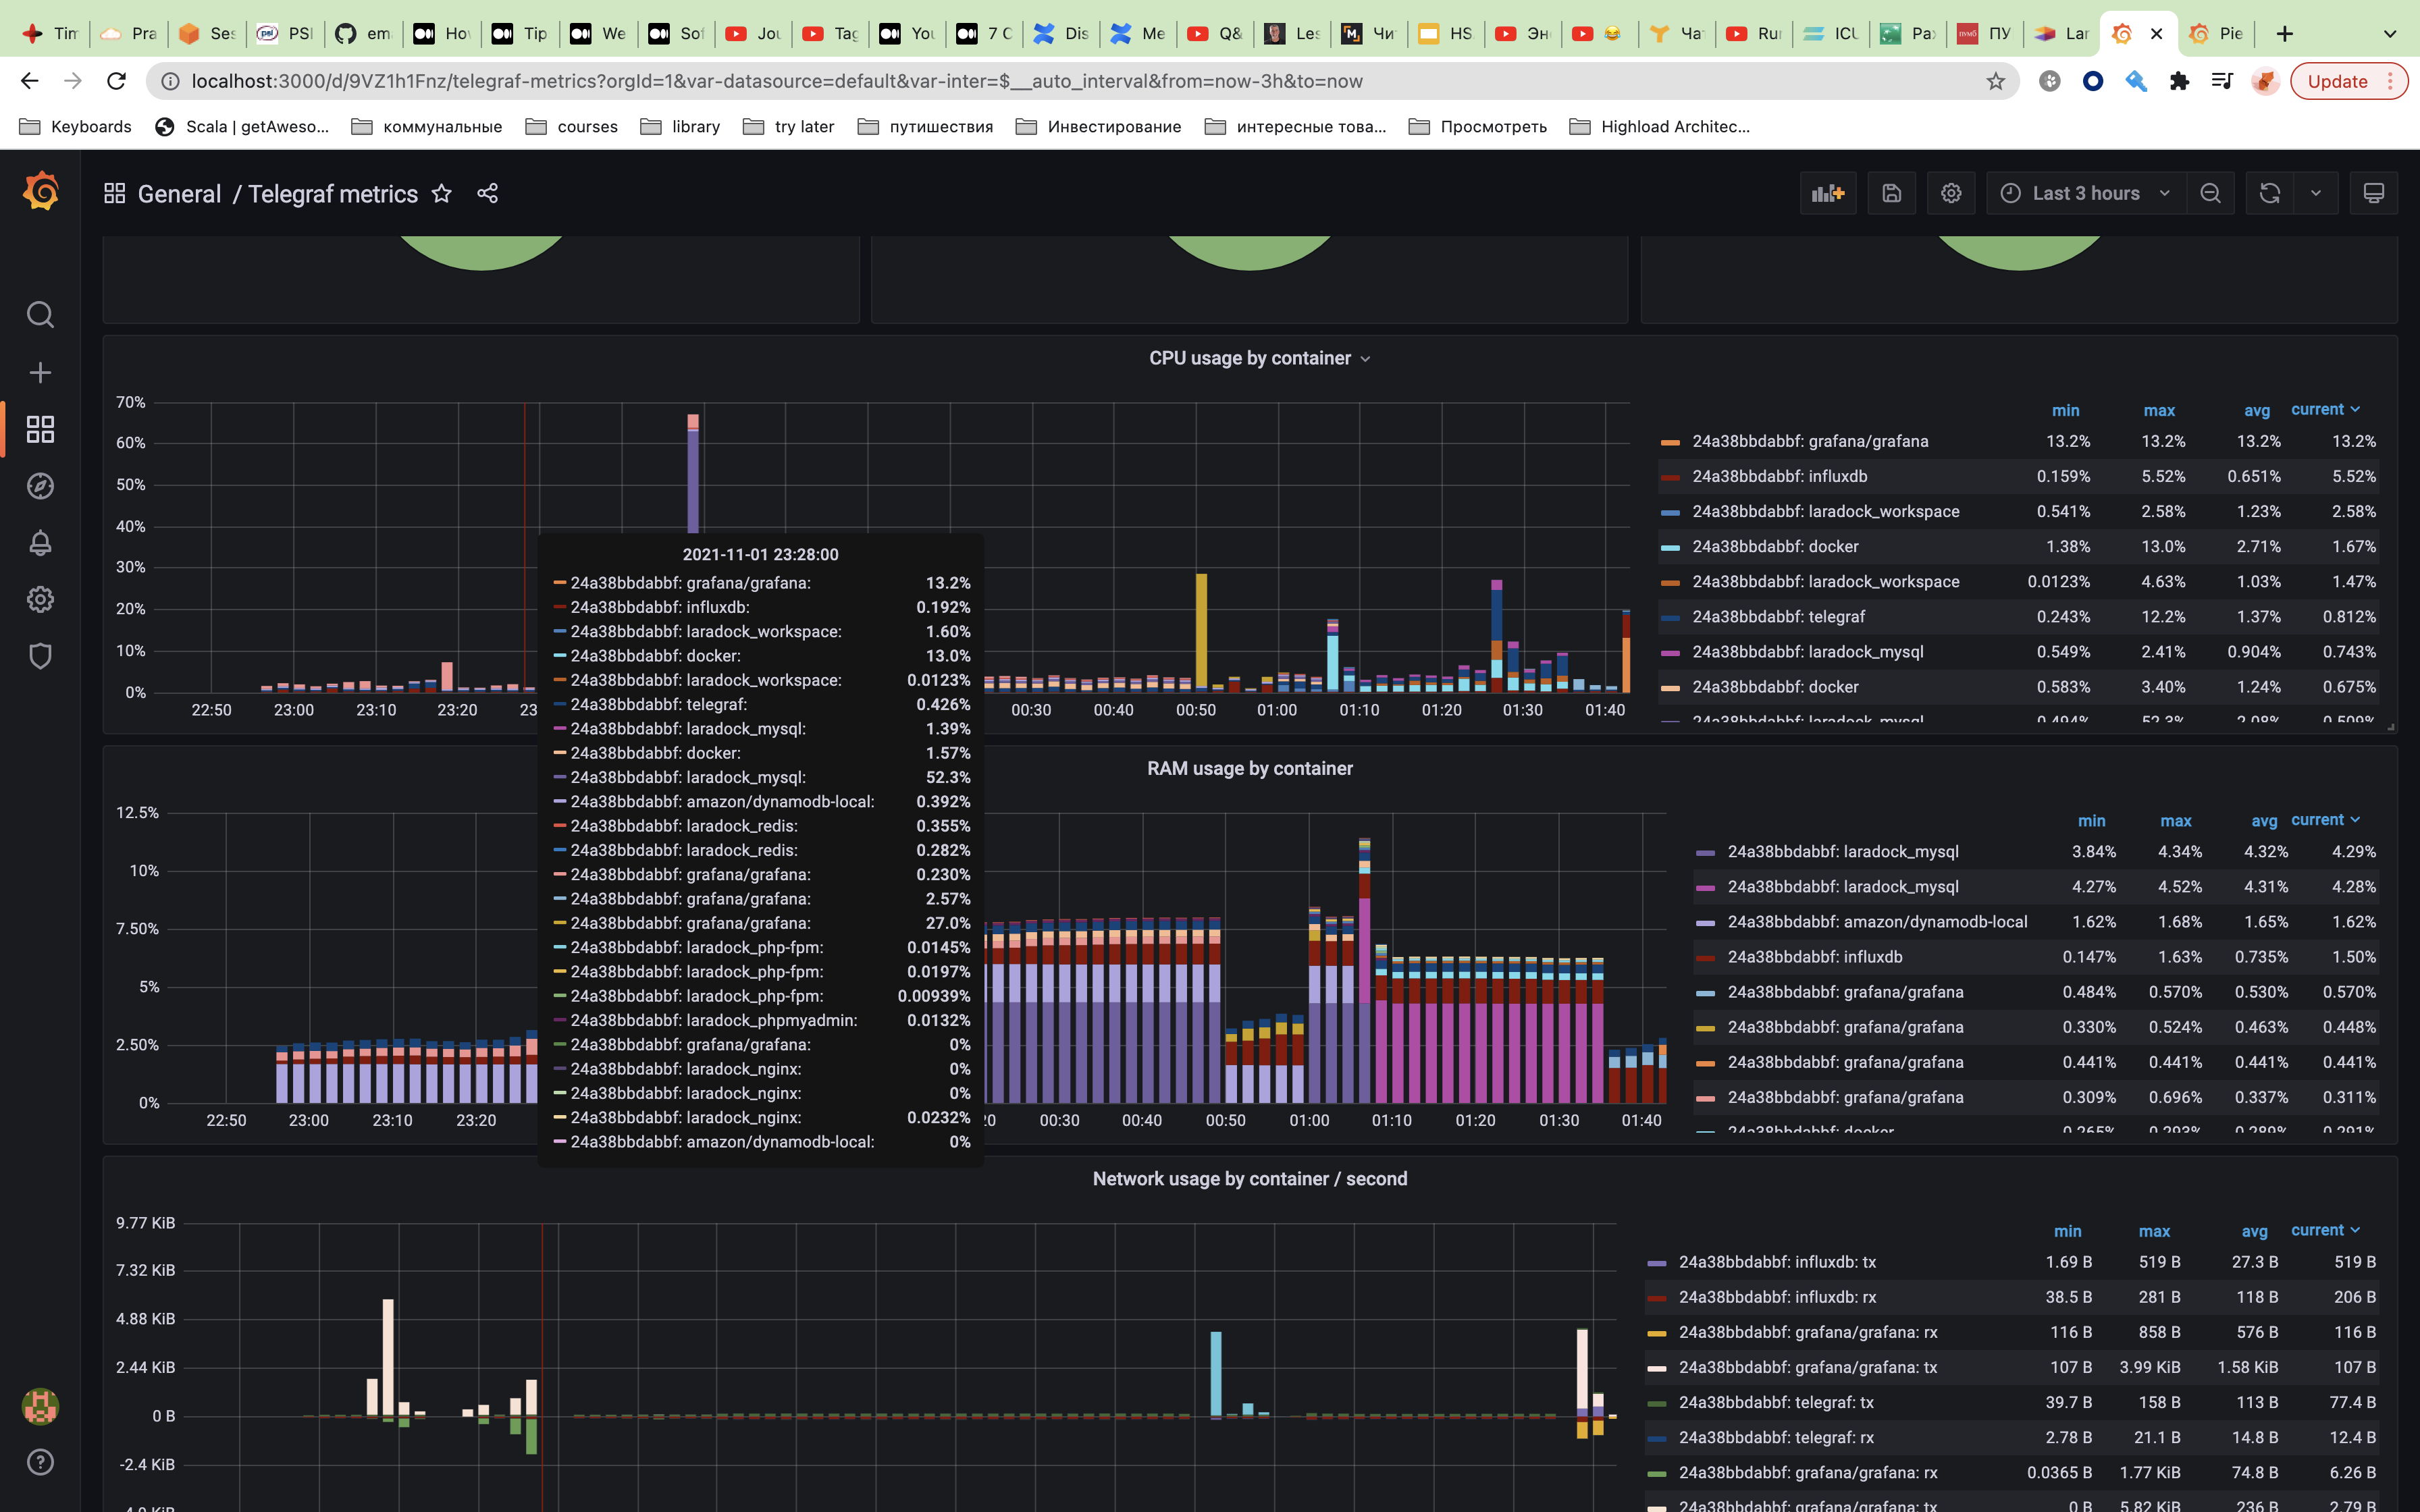 Tim Pra Ses PSI em How Tip We Sof Jou Tag You 7 C Dis Me Q& Les Чи HS Эн 😂 Ча Rur ICU Pax ПУ Lar Pie
localhost:3000/d/9VZ1h1Fnz/telegraf-metrics?orgId=1&var-datasource=default&var-inter=$__auto_interval&from=now-3h&to=now Update
Keyboards Scala | getAweso... коммунальные courses library try later путишествия Инвестирование интересные това... Просмотреть Highload Architec...
General / Telegraf metrics Last 3 hours
CPU usage by container
min max avg current
70%
60%
50%
40%
30%
20%
10%
0%
22:50 23:00 23:10 23:20 23 00:30 00:40 00:50 01:00 01:10 01:20 01:30 01:40
24a38bbdabbf: grafana/grafana 13.2% 13.2% 13.2% 13.2%
24a38bbdabbf: influxdb 0.159% 5.52% 0.651% 5.52%
24a38bbdabbf: laradock_workspace 0.541% 2.58% 1.23% 2.58%
24a38bbdabbf: docker 1.38% 13.0% 2.71% 1.67%
24a38bbdabbf: laradock_workspace 0.0123% 4.63% 1.03% 1.47%
24a38bbdabbf: telegraf 0.243% 12.2% 1.37% 0.812%
24a38bbdabbf: laradock_mysql 0.549% 2.41% 0.904% 0.743%
24a38bbdabbf: docker 0.583% 3.40% 1.24% 0.675%
24a38bbdabbf: laradock_mysql 0.494% 52.3% 2.08% 0.509%
2021-11-01 23:28:00
24a38bbdabbf: grafana/grafana: 13.2%
24a38bbdabbf: influxdb: 0.192%
24a38bbdabbf: laradock_workspace: 1.60%
24a38bbdabbf: docker: 13.0%
24a38bbdabbf: laradock_workspace: 0.0123%
24a38bbdabbf: telegraf: 0.426%
24a38bbdabbf: laradock_mysql: 1.39%
24a38bbdabbf: docker: 1.57%
24a38bbdabbf: laradock_mysql: 52.3%
24a38bbdabbf: amazon/dynamodb-local: 0.392%
24a38bbdabbf: laradock_redis: 0.355%
24a38bbdabbf: laradock_redis: 0.282%
24a38bbdabbf: grafana/grafana: 0.230%
24a38bbdabbf: grafana/grafana: 2.57%
24a38bbdabbf: grafana/grafana: 27.0%
24a38bbdabbf: laradock_php-fpm: 0.0145%
24a38bbdabbf: laradock_php-fpm: 0.0197%
24a38bbdabbf: laradock_php-fpm: 0.00939%
24a38bbdabbf: laradock_phpmyadmin: 0.0132%
24a38bbdabbf: grafana/grafana: 0%
24a38bbdabbf: laradock_nginx: 0%
24a38bbdabbf: laradock_nginx: 0%
24a38bbdabbf: laradock_nginx: 0.0232%
24a38bbdabbf: amazon/dynamodb-local: 0%
RAM usage by container
min max avg current
12.5%
10%
7.50%
5%
2.50%
0%
22:50 23:00 23:10 23:20 20 00:30 00:40 00:50 01:00 01:10 01:20 01:30 01:40
24a38bbdabbf: laradock_mysql 3.84% 4.34% 4.32% 4.29%
24a38bbdabbf: laradock_mysql 4.27% 4.52% 4.31% 4.28%
24a38bbdabbf: amazon/dynamodb-local 1.62% 1.68% 1.65% 1.62%
24a38bbdabbf: influxdb 0.147% 1.63% 0.735% 1.50%
24a38bbdabbf: grafana/grafana 0.484% 0.570% 0.530% 0.570%
24a38bbdabbf: grafana/grafana 0.330% 0.524% 0.463% 0.448%
24a38bbdabbf: grafana/grafana 0.441% 0.441% 0.441% 0.441%
24a38bbdabbf: grafana/grafana 0.309% 0.696% 0.337% 0.311%
24a38bbdabbf: docker 0.265% 0.293% 0.289% 0.291%
Network usage by container / second
min max avg current
9.77 KiB
7.32 KiB
4.88 KiB
2.44 KiB
0 B
-2.4 KiB
24a38bbdabbf: influxdb: tx 1.69 B 519 B 27.3 B 519 B
24a38bbdabbf: influxdb: rx 38.5 B 281 B 118 B 206 B
24a38bbdabbf: grafana/grafana: rx 116 B 858 B 576 B 116 B
24a38bbdabbf: grafana/grafana: tx 107 B 3.99 KiB 1.58 KiB 107 B
24a38bbdabbf: telegraf: tx 39.7 B 158 B 113 B 77.4 B
24a38bbdabbf: telegraf: rx 2.78 B 21.1 B 14.8 B 12.4 B
24a38bbdabbf: grafana/grafana: rx 0.0365 B 1.77 KiB 74.8 B 6.26 B
24a38bbdabbf: grafana/grafana: tx 0 B 5.82 KiB 236 B 2.79 B